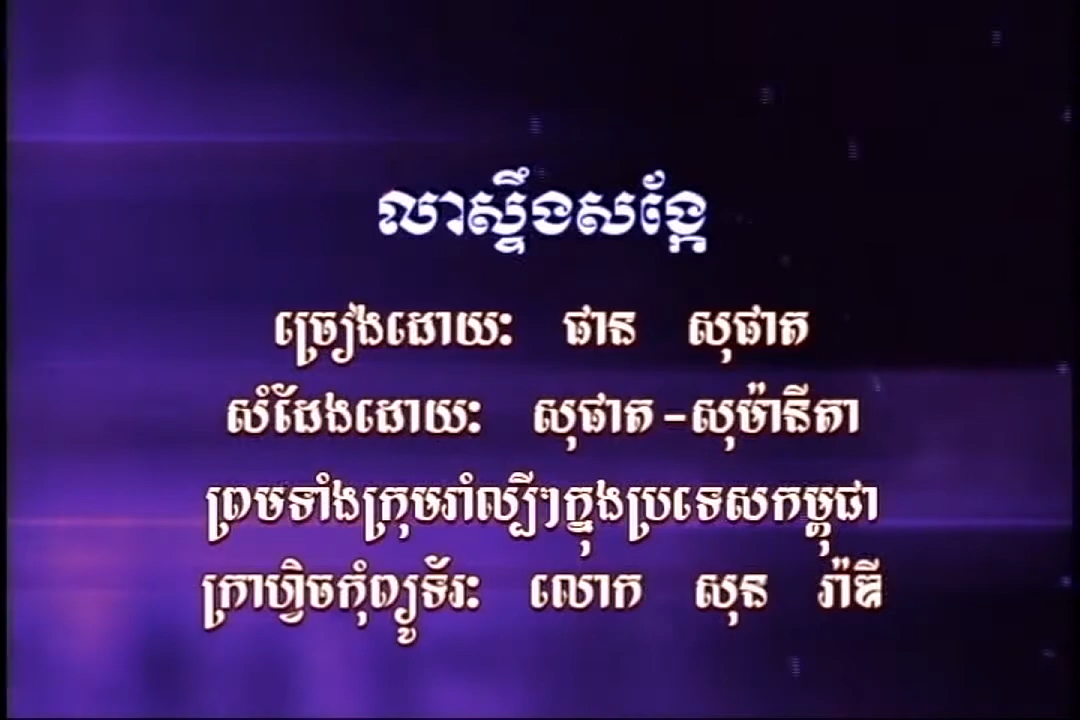 លាស្ទឹងសង្កែ
ច្រៀងដោយៈ ផាន សុផាត
សំដែងដោយៈ សុផាត -សុម៉ានីតា
ព្រមទាំងក្រុមរាំល្បីៗក្នុងប្រទេសកម្ពុជា
ក្រាហ្វិចកុំព្យូទ័រៈ លោក សុន រ៉ាឌី